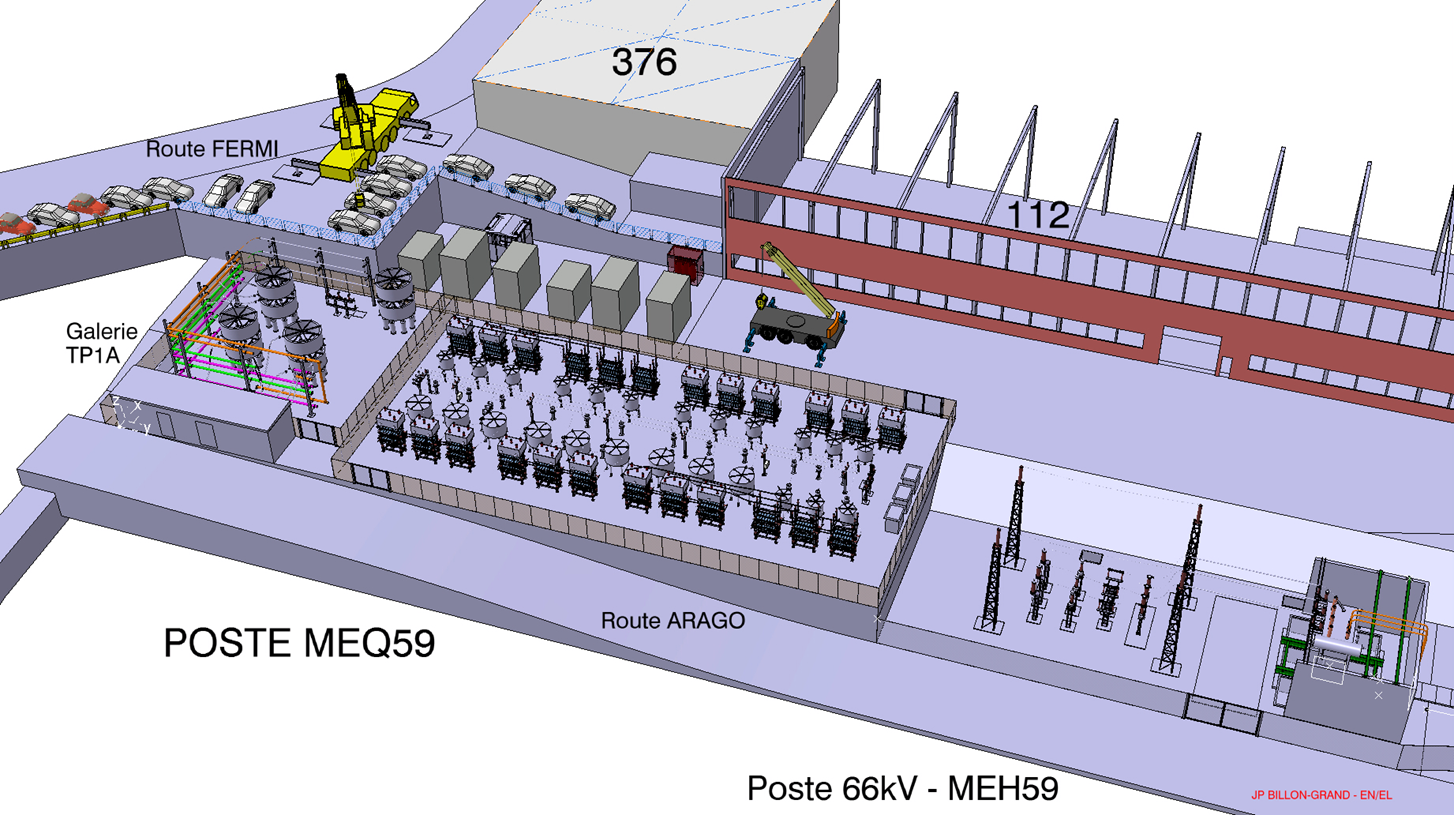 376
Route FERMI
112
Galerie
TP1A
z
x
y
Route ARAGO
POSTE MEQ59
Poste 66kV - MEH59
JP BILLON-GRAND - EN/EL